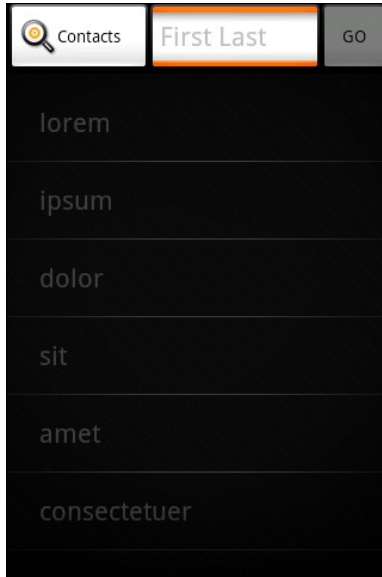 Contacts First Last GO
lorem
ipsum
dolor
sit
amet
consectetuer